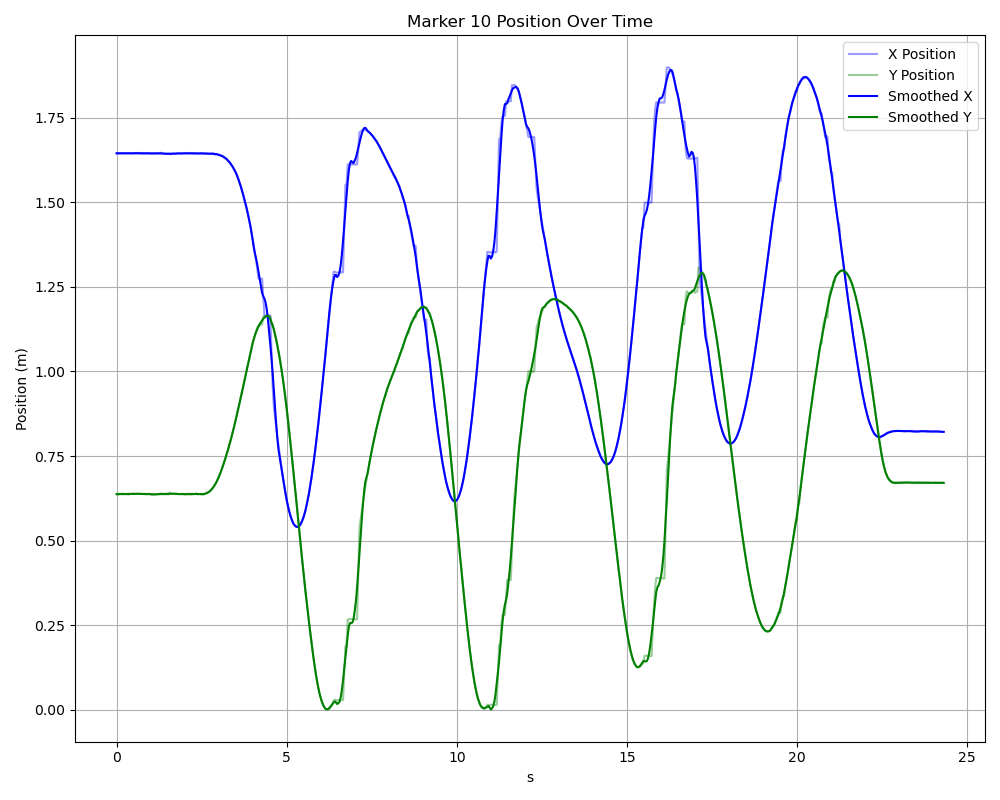 Marker 10 Position Over Time
X Position
Y Position
Smoothed X
Smoothed Y
Position (m)
1.75
1.50
1.25
1.00
0.75
0.50
0.25
0.00
0 5 10 15 20 25
s